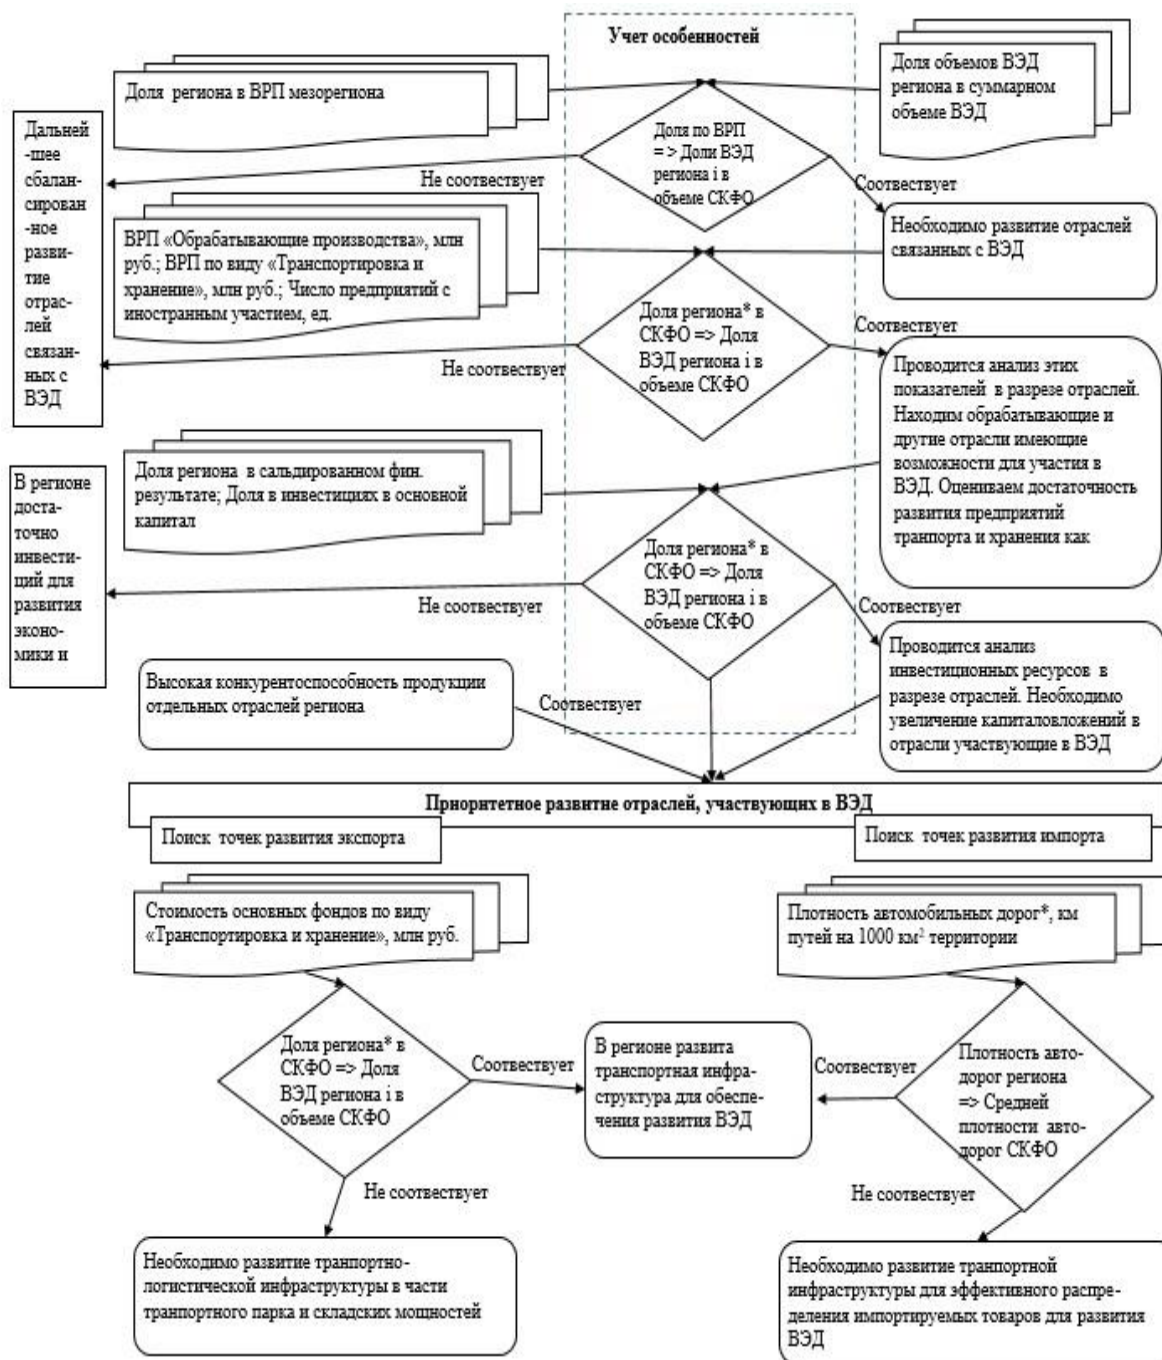 Учет особенностей
Доля региона в ВРП мезорегиона
Доля объемов ВЭД
региона в суммарном
объеме ВЭД
Дальней
-шее
сбалан-
сирован
-ное
разви-
тие
отрас-
лей
связан-
ных с
ВЭД
Доля по ВРП
= > Доли ВЭД
региона i в
объеме СКФО
Не соотвествует
Соотвествует
Необходимо развитие отраслей
связанных с ВЭД
ВРП «Обрабатывающие производства», млн
руб.; ВРП по виду «Транспортировка и
хранение», млн руб.; Число предприятий с
иностранным участием, ед.
Доля региона* в
СКФО => Доля
ВЭД региона i в
объеме СКФО
Не соотвествует
Соотвествует
Проводится анализ этих
показателей в разрезе отраслей.
Находим обрабатывающие и
другие отрасли имеющие
возможности для участия в
ВЭД. Оцениваем достаточность
развития предприятий
транпорта и хранения как
Доля региона в сальдированном фин.
результате; Доля в инвестициях в основной
капитал
В регионе
доста-
точно
инвести-
ций для
развития
эконо-
мики и
Доля региона* в
СКФО => Доля
ВЭД региона i в
объеме СКФО
Не соотвествует
Соотвествует
Проводится анализ
инвестиционных ресурсов в
разрезе отраслей. Необходимо
увеличение капиталовложений в
отрасли участвующие в ВЭД
Высокая конкурентоспособность продукции
отдельных отраслей региона
Соотвествует
Приоритетное развитие отраслей, участвующих в ВЭД
Поиск точек развития экспорта
Поиск точек развития импорта
Стоимость основных фондов по виду
«Транспортировка и хранение», млн руб.
Плотность автомобильных дорог*, км
путей на 1000 км² территории
Доля региона* в
СКФО => Доля
ВЭД региона i в
объеме СКФО
Соотвествует
В регионе развита
транспортная инфра-
структура для обеспе-
чения развития ВЭД
Соотвествует
Плотность авто-
дорог региона
=> Средней
плотности авто-
дорог СКФО
Не соотвествует
Не соотвествует
Необходимо развитие транпортно-
логистической инфраструктуры в части
транпортного парка и складских мощностей
Необходимо развитие транпортной
инфраструктуры для эффективного распре-
деления импортируемых товаров для развития
ВЭД